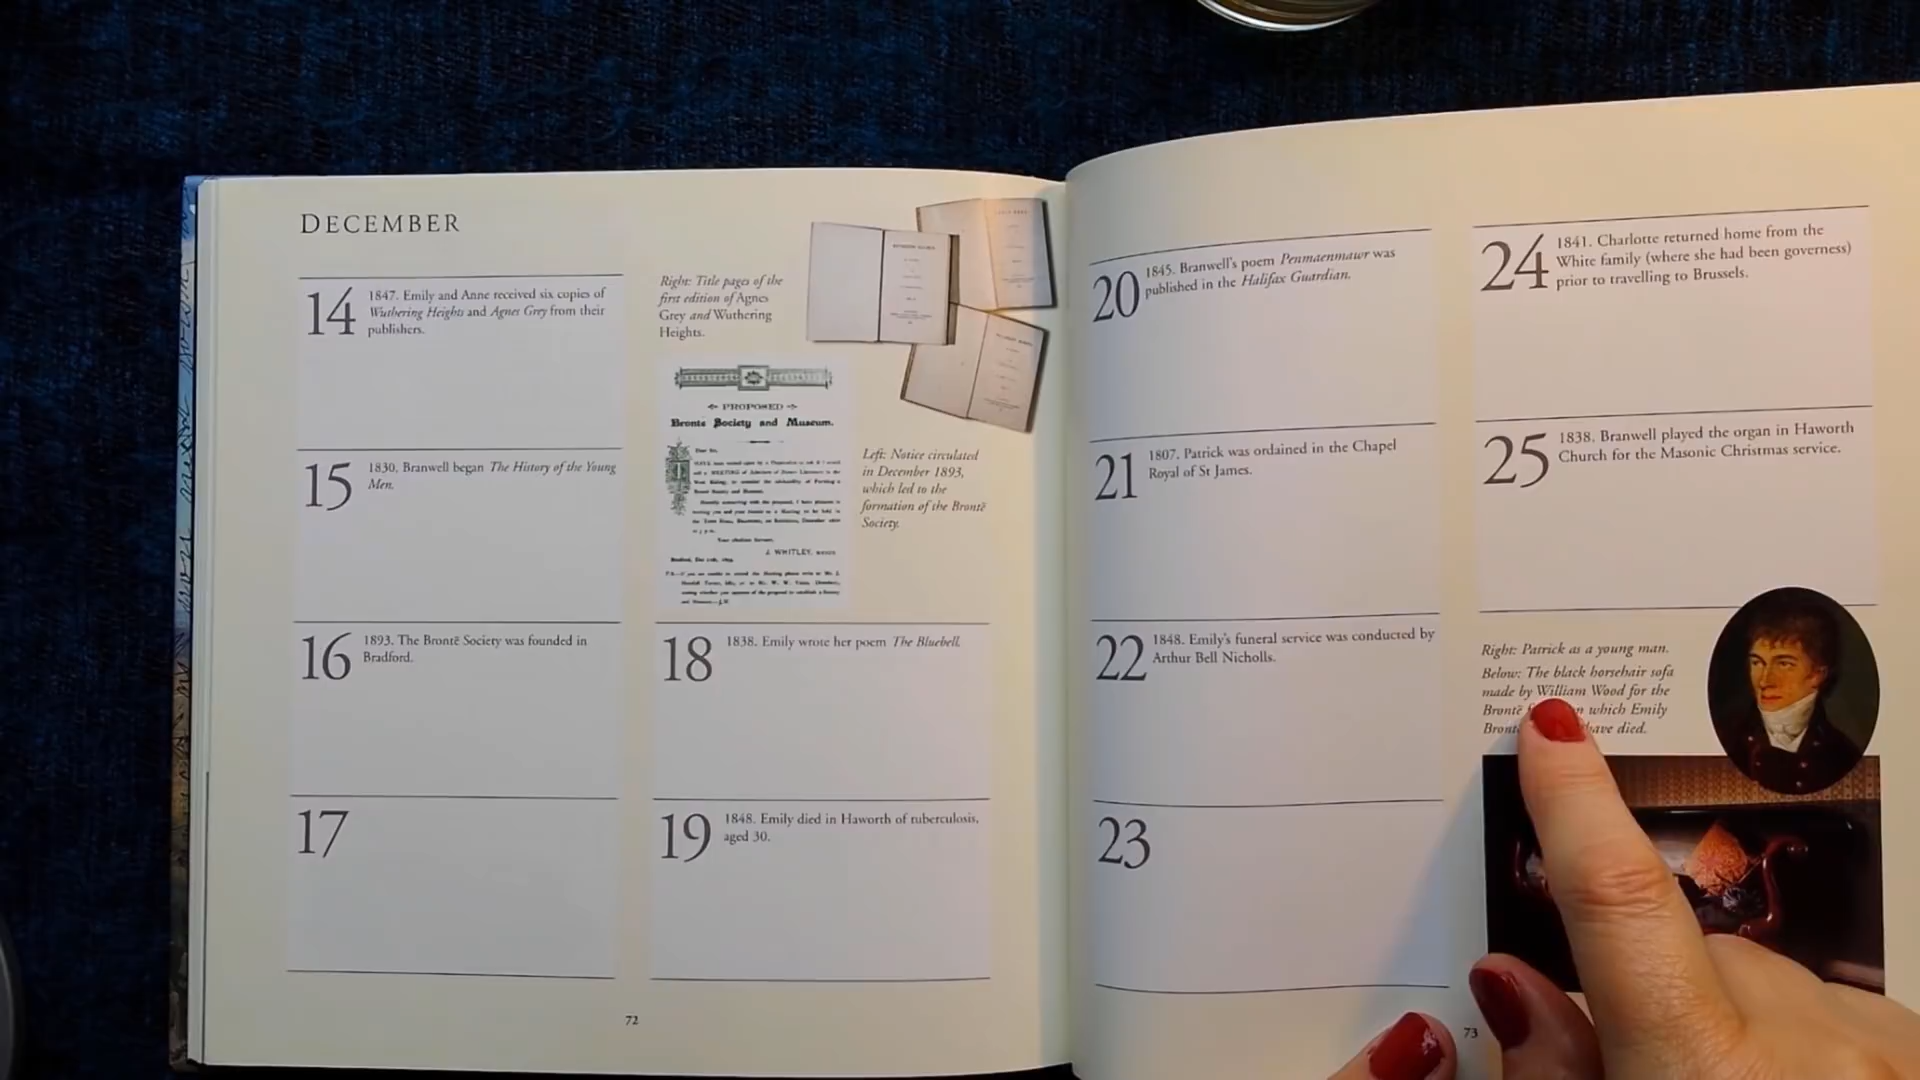 DECEMBER
14
1847. Emily and Anne received six copies of
Wuthering Heights and Agnes Grey from their
publishers.
15
1830. Branwell began The History of the Young
Men.
16
1893. The Brontë Society was founded in
Bradford.
17
Right: Title pages of the
first edition of Agnes
Grey and Wuthering
Heights.
PROPOSED
Brontë Society and Museum.
Dear Sir,
Your obedient Servant,
J. WHITLEY,
Left: Notice circulated
in December 1893,
which led to the
formation of the Brontë
Society.
18
1838. Emily wrote her poem The Bluebell.
19
1848. Emily died in Haworth of tuberculosis,
aged 30.
72
20
1845. Branwell's poem Penmaenmawr was
published in the Halifax Guardian.
21
1807. Patrick was ordained in the Chapel
Royal of St James.
22
1848. Emily's funeral service was conducted by
Arthur Bell Nicholls.
23
24
1841. Charlotte returned home from the
White family (where she had been governess)
prior to travelling to Brussels.
25
1838. Branwell played the organ in Haworth
Church for the Masonic Christmas service.
Right: Patrick as a young man.
Below: The black horsehair sofa
made by William Wood for the
Brontë which Emily
have died.
73